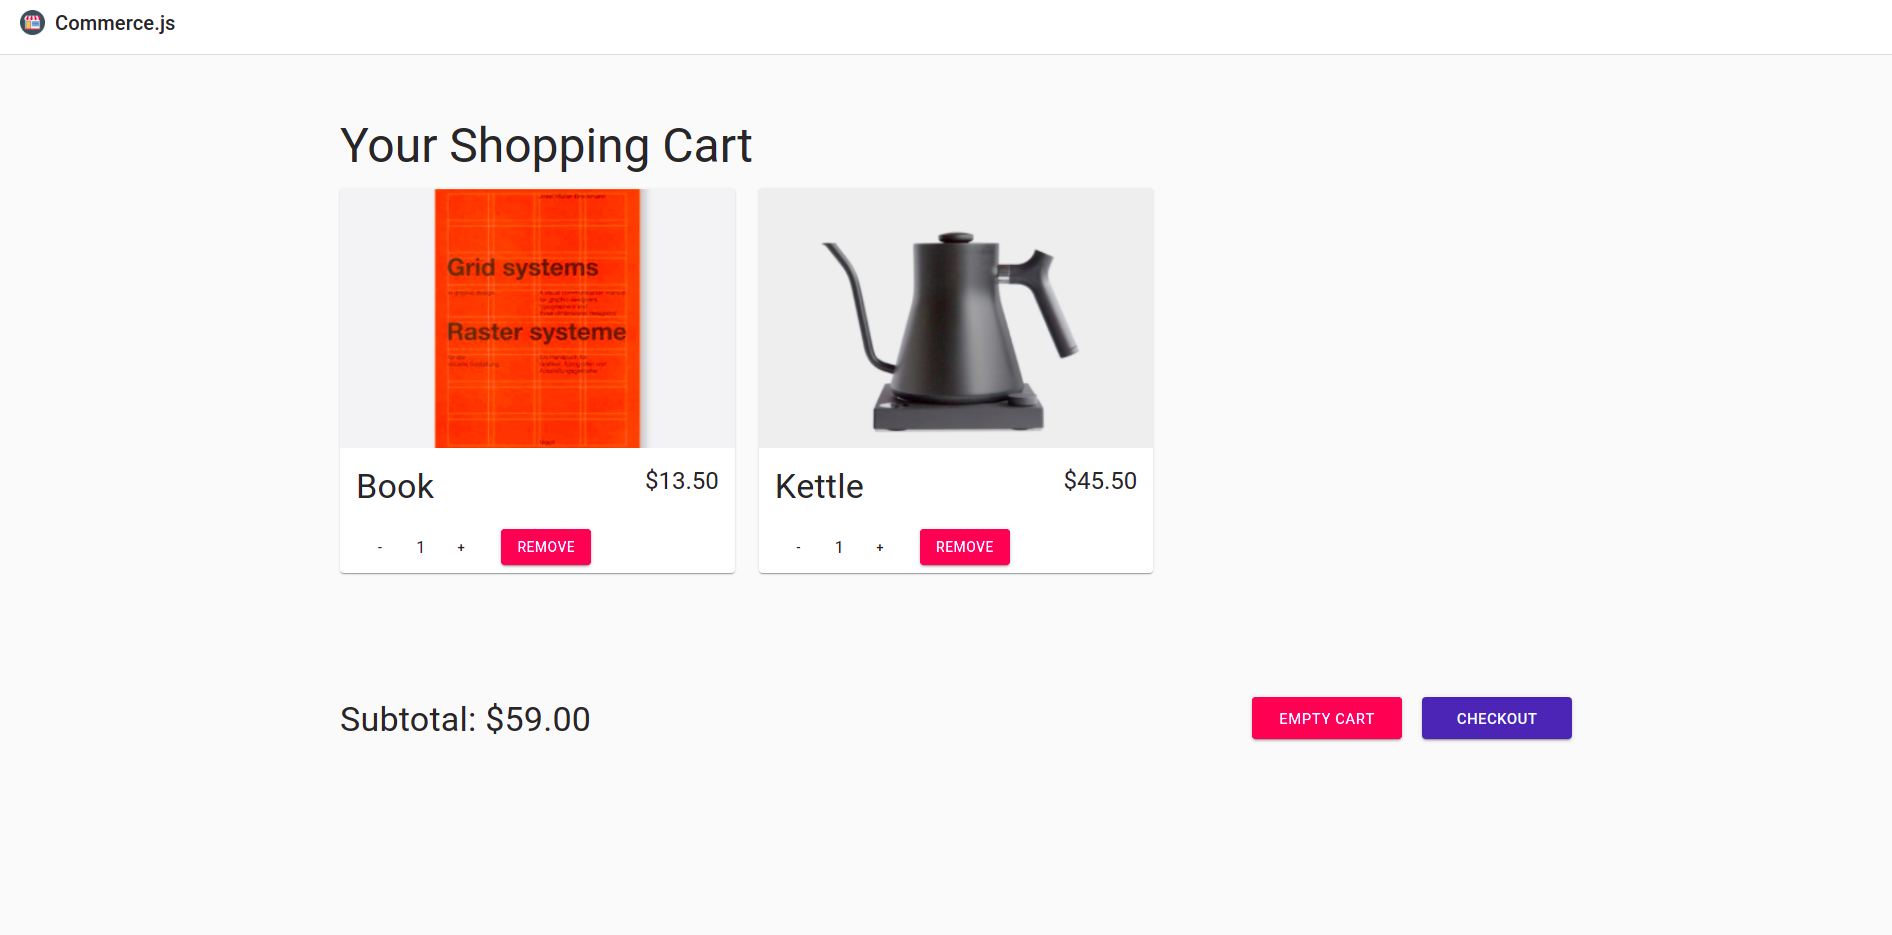 Commerce.js
Your Shopping Cart
Grid systems
Raster systeme
Book
$13.50
- 1 + REMOVE
Kettle
$45.50
- 1 + REMOVE
Subtotal: $59.00
EMPTY CART
CHECKOUT